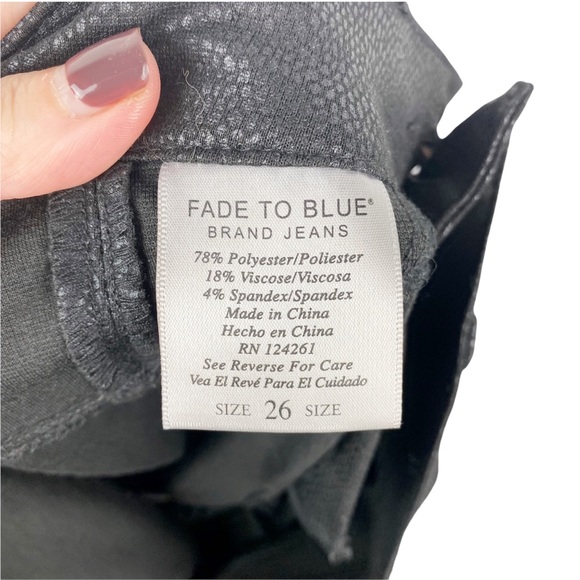 FADE TO BLUE®
BRAND JEANS
78% Polyester/Poliester
18% Viscose/Viscosa
4% Spandex/Spandex
Made in China
Hecho en China
RN 124261
See Reverse For Care
Vea El Revé Para El Cuidado
SIZE 26 SIZE